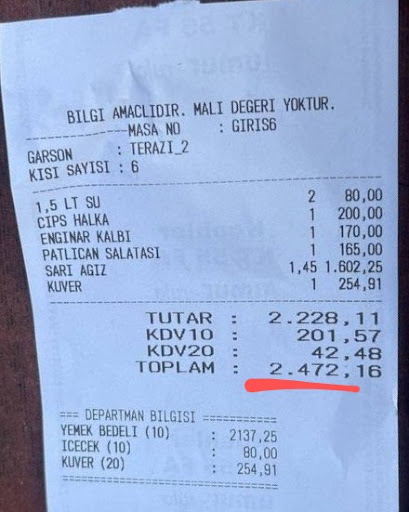 BILGI AMACLIDIR. MALI DEGERI YOKTUR.
MASA NO : GIRIS6
GARSON : TERAZI_2
KISI SAYISI : 6
1,5 LT SU 2 80,00
CIPS HALKA 1 200,00
ENGINAR KALBI 1 170,00
PATLICAN SALATASI 1 165,00
SARI AGIZ 1,45 1.602,25
KUVER 1 254,91
TUTAR : 2.228,11
KDV10 : 201,57
KDV20 : 42,48
TOPLAM : 2.472,16
=== DEPARTMAN BILGISI ===========
YEMEK BEDELI (10) : 2137,25
ICECEK (10) : 80,00
KUVER (20) : 254,91